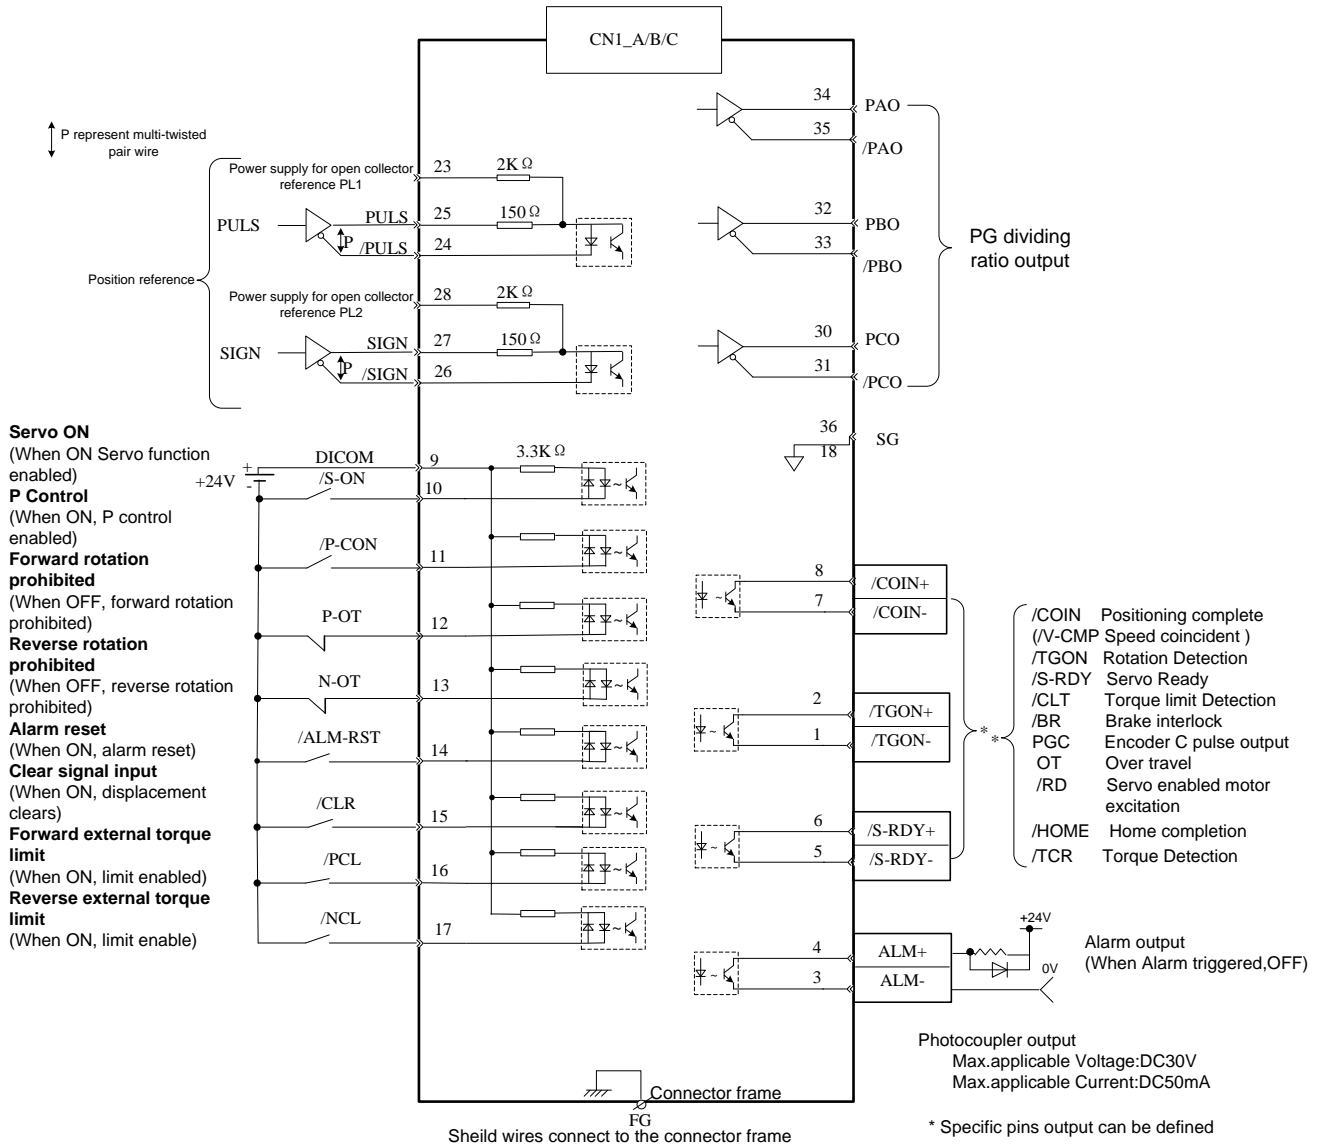 CN1_A/B/C
P represent multi-twisted
pair wire
Position reference
Power supply for open collector
reference PL1
23
2K Ω
PULS
PULS
25
150 Ω
P
/PULS
24
Power supply for open collector
reference PL2
28
2K Ω
SIGN
SIGN
27
150 Ω
P
/SIGN
26
34
PAO
35
/PAO
32
PBO
33
/PBO
30
PCO
31
/PCO
PG dividing
ratio output
36
SG
18
Servo ON
(When ON Servo function
enabled)
P Control
(When ON, P control
enabled)
Forward rotation
prohibited
(When OFF, forward rotation
prohibited)
Reverse rotation
prohibited
(When OFF, reverse rotation
prohibited)
Alarm reset
(When ON, alarm reset)
Clear signal input
(When ON, displacement
clears)
Forward external torque
limit
(When ON, limit enabled)
Reverse external torque
limit
(When ON, limit enable)
+24V
+
-
DICOM
9
3.3K Ω
/S-ON
10
/P-CON
11
P-OT
12
N-OT
13
/ALM-RST
14
/CLR
15
/PCL
16
/NCL
17
~
~
~
~
~
~
~
~
~
8
/COIN+
7
/COIN-
~
2
/TGON+
1
/TGON-
~
6
/S-RDY+
5
/S-RDY-
~
4
ALM+
3
ALM-
*
*
/COIN Positioning complete
(/V-CMP Speed coincident )
/TGON Rotation Detection
/S-RDY Servo Ready
/CLT Torque limit Detection
/BR Brake interlock
PGC Encoder C pulse output
OT Over travel
/RD Servo enabled motor
excitation
/HOME Home completion
/TCR Torque Detection
+24V
0V
Alarm output
(When Alarm triggered,OFF)
Photocoupler output
Max.applicable Voltage:DC30V
Max.applicable Current:DC50mA
Connector frame
FG
Sheild wires connect to the connector frame
* Specific pins output can be defined